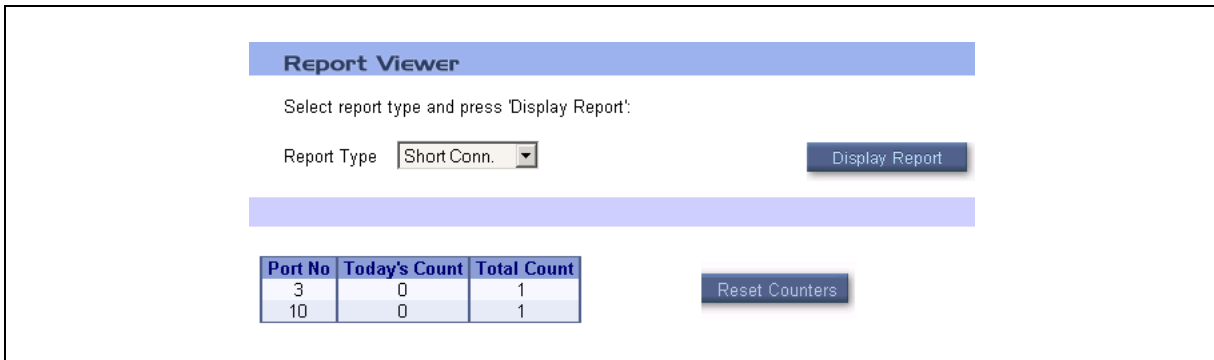 Report Viewer
Select report type and press 'Display Report':
Report Type Short Conn. Display Report
Port No Today's Count Total Count
3 0 1
10 0 1
Reset Counters